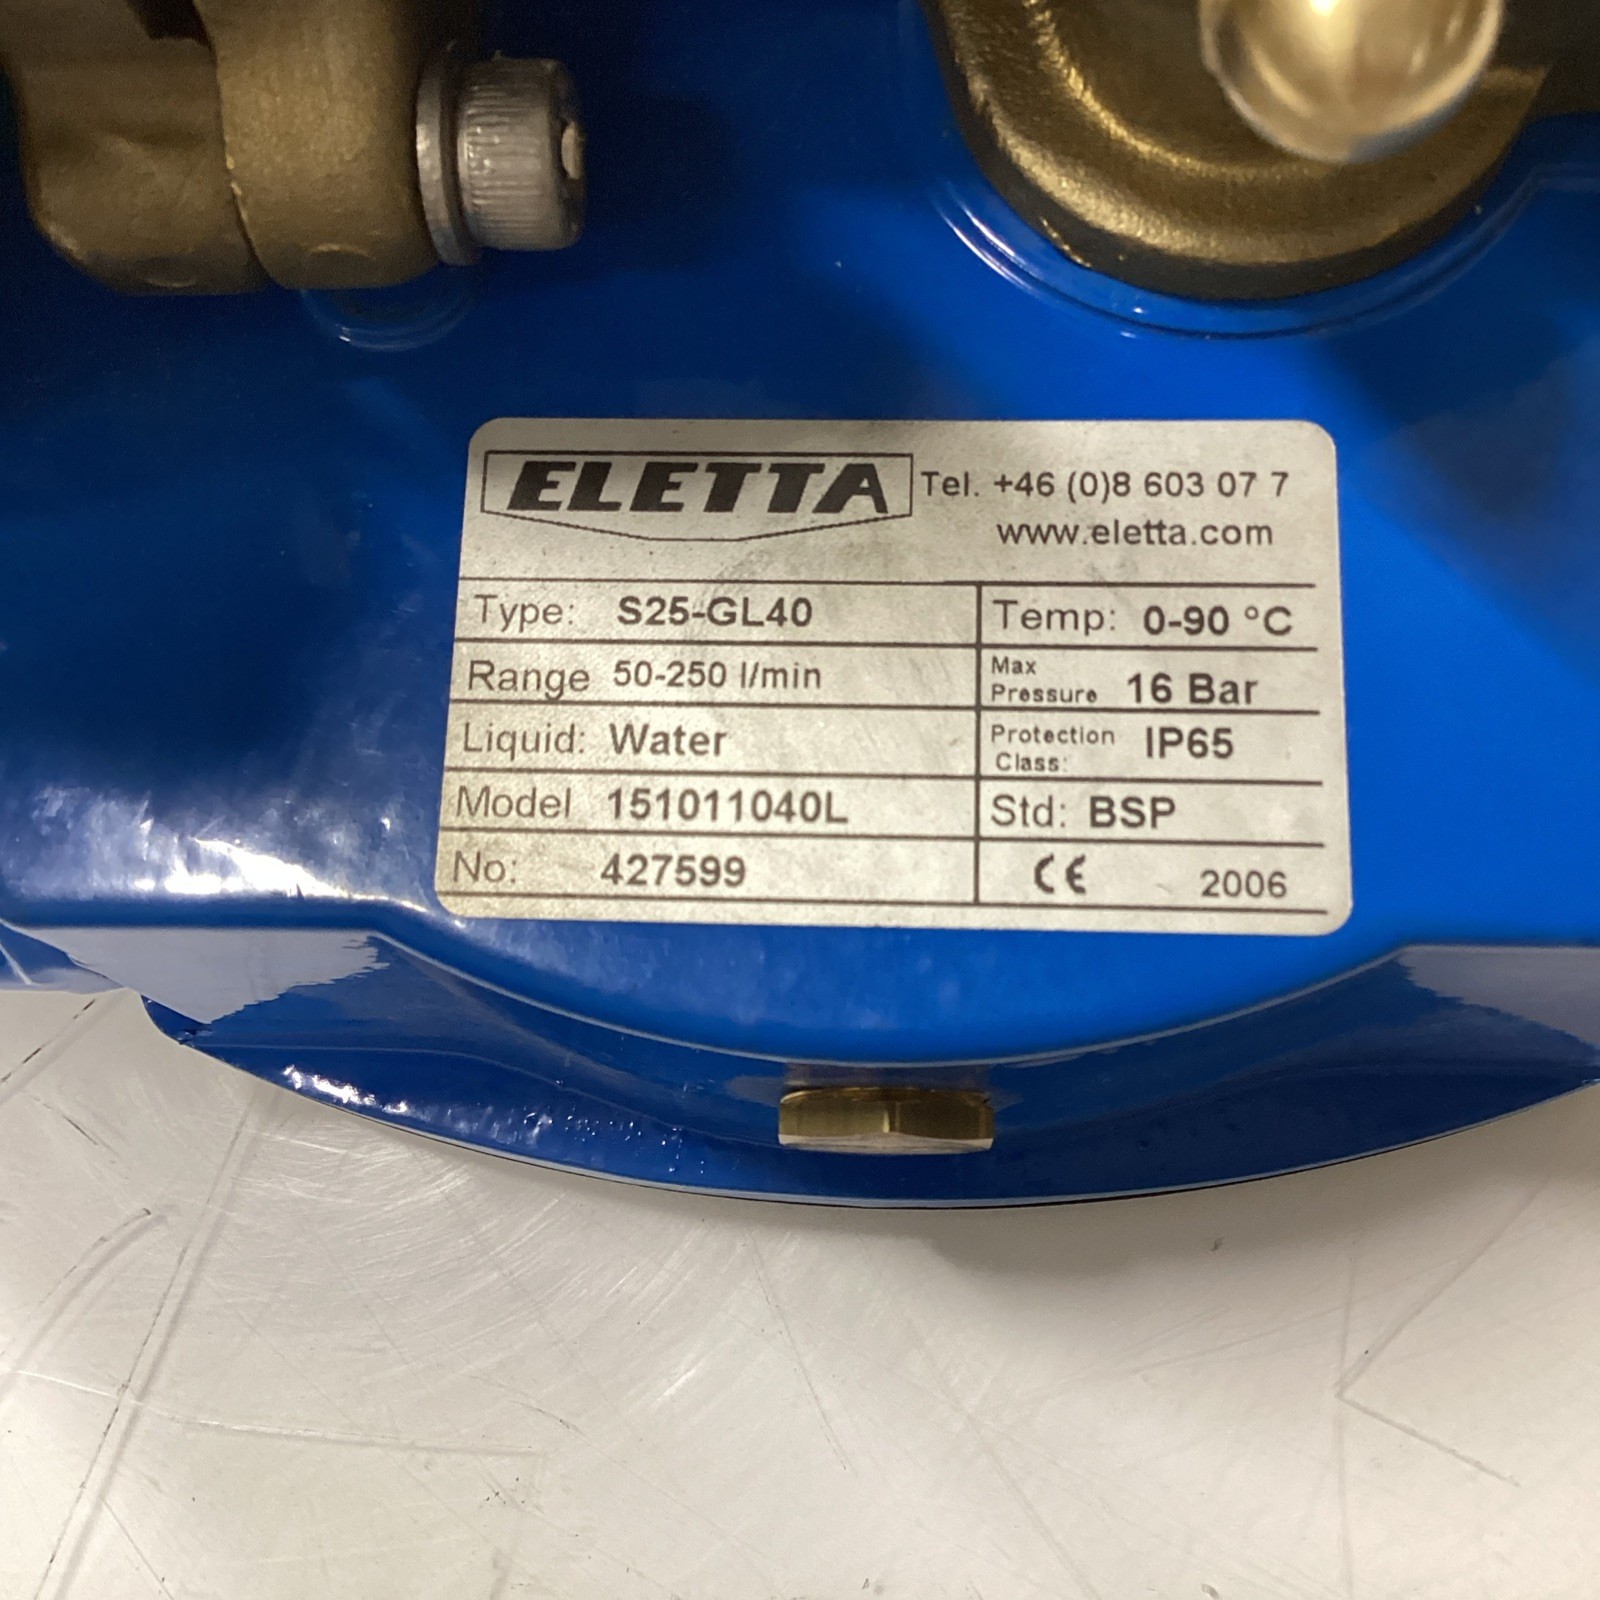 ELETTA Tel. +46 (0)8 603 07 7
www.eletta.com
Type: S25-GL40 Temp: 0-90 °C
Range 50-250 l/min Max Pressure 16 Bar
Liquid: Water Protection Class: IP65
Model 151011040L Std: BSP
No: 427599 CE 2006